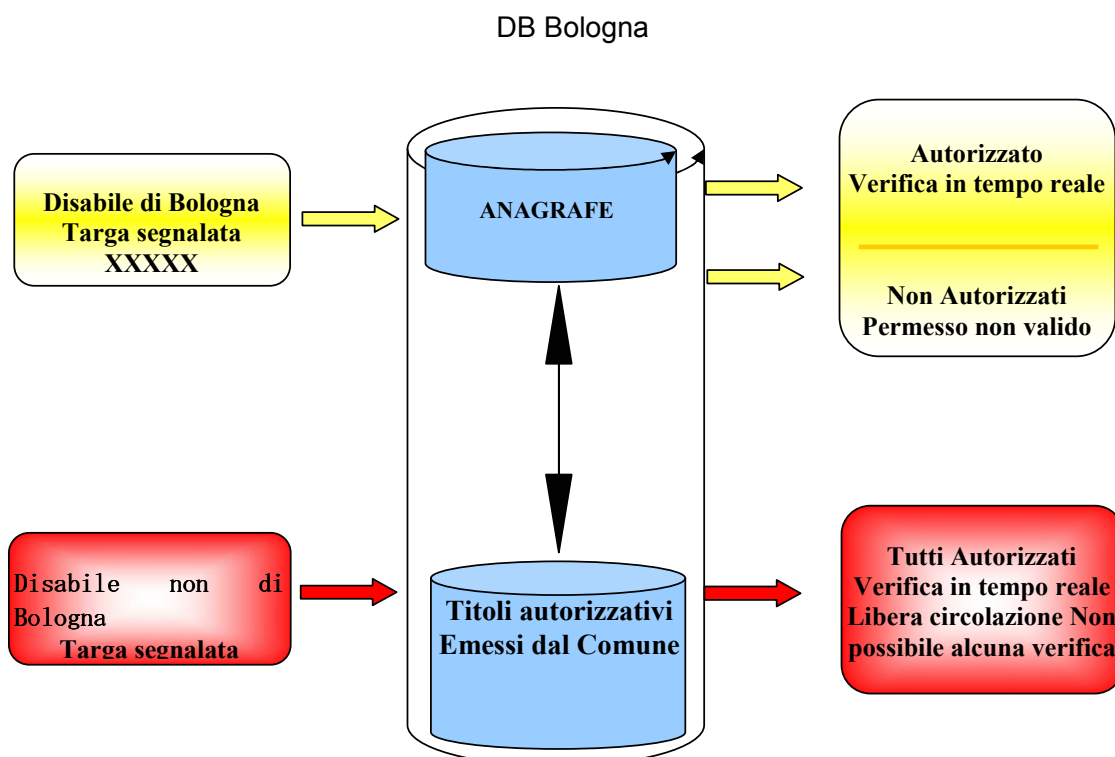 DB Bologna
Disabile di Bologna
Targa segnalata
XXXXX
ANAGRAFE
Autorizzato
Verifica in tempo reale
Non Autorizzati
Permesso non valido
Disabile non di
Bologna
Targa segnalata
Titoli autorizzativi
Emessi dal Comune
Tutti Autorizzati
Verifica in tempo reale
Libera circolazione Non
possibile alcuna verifica